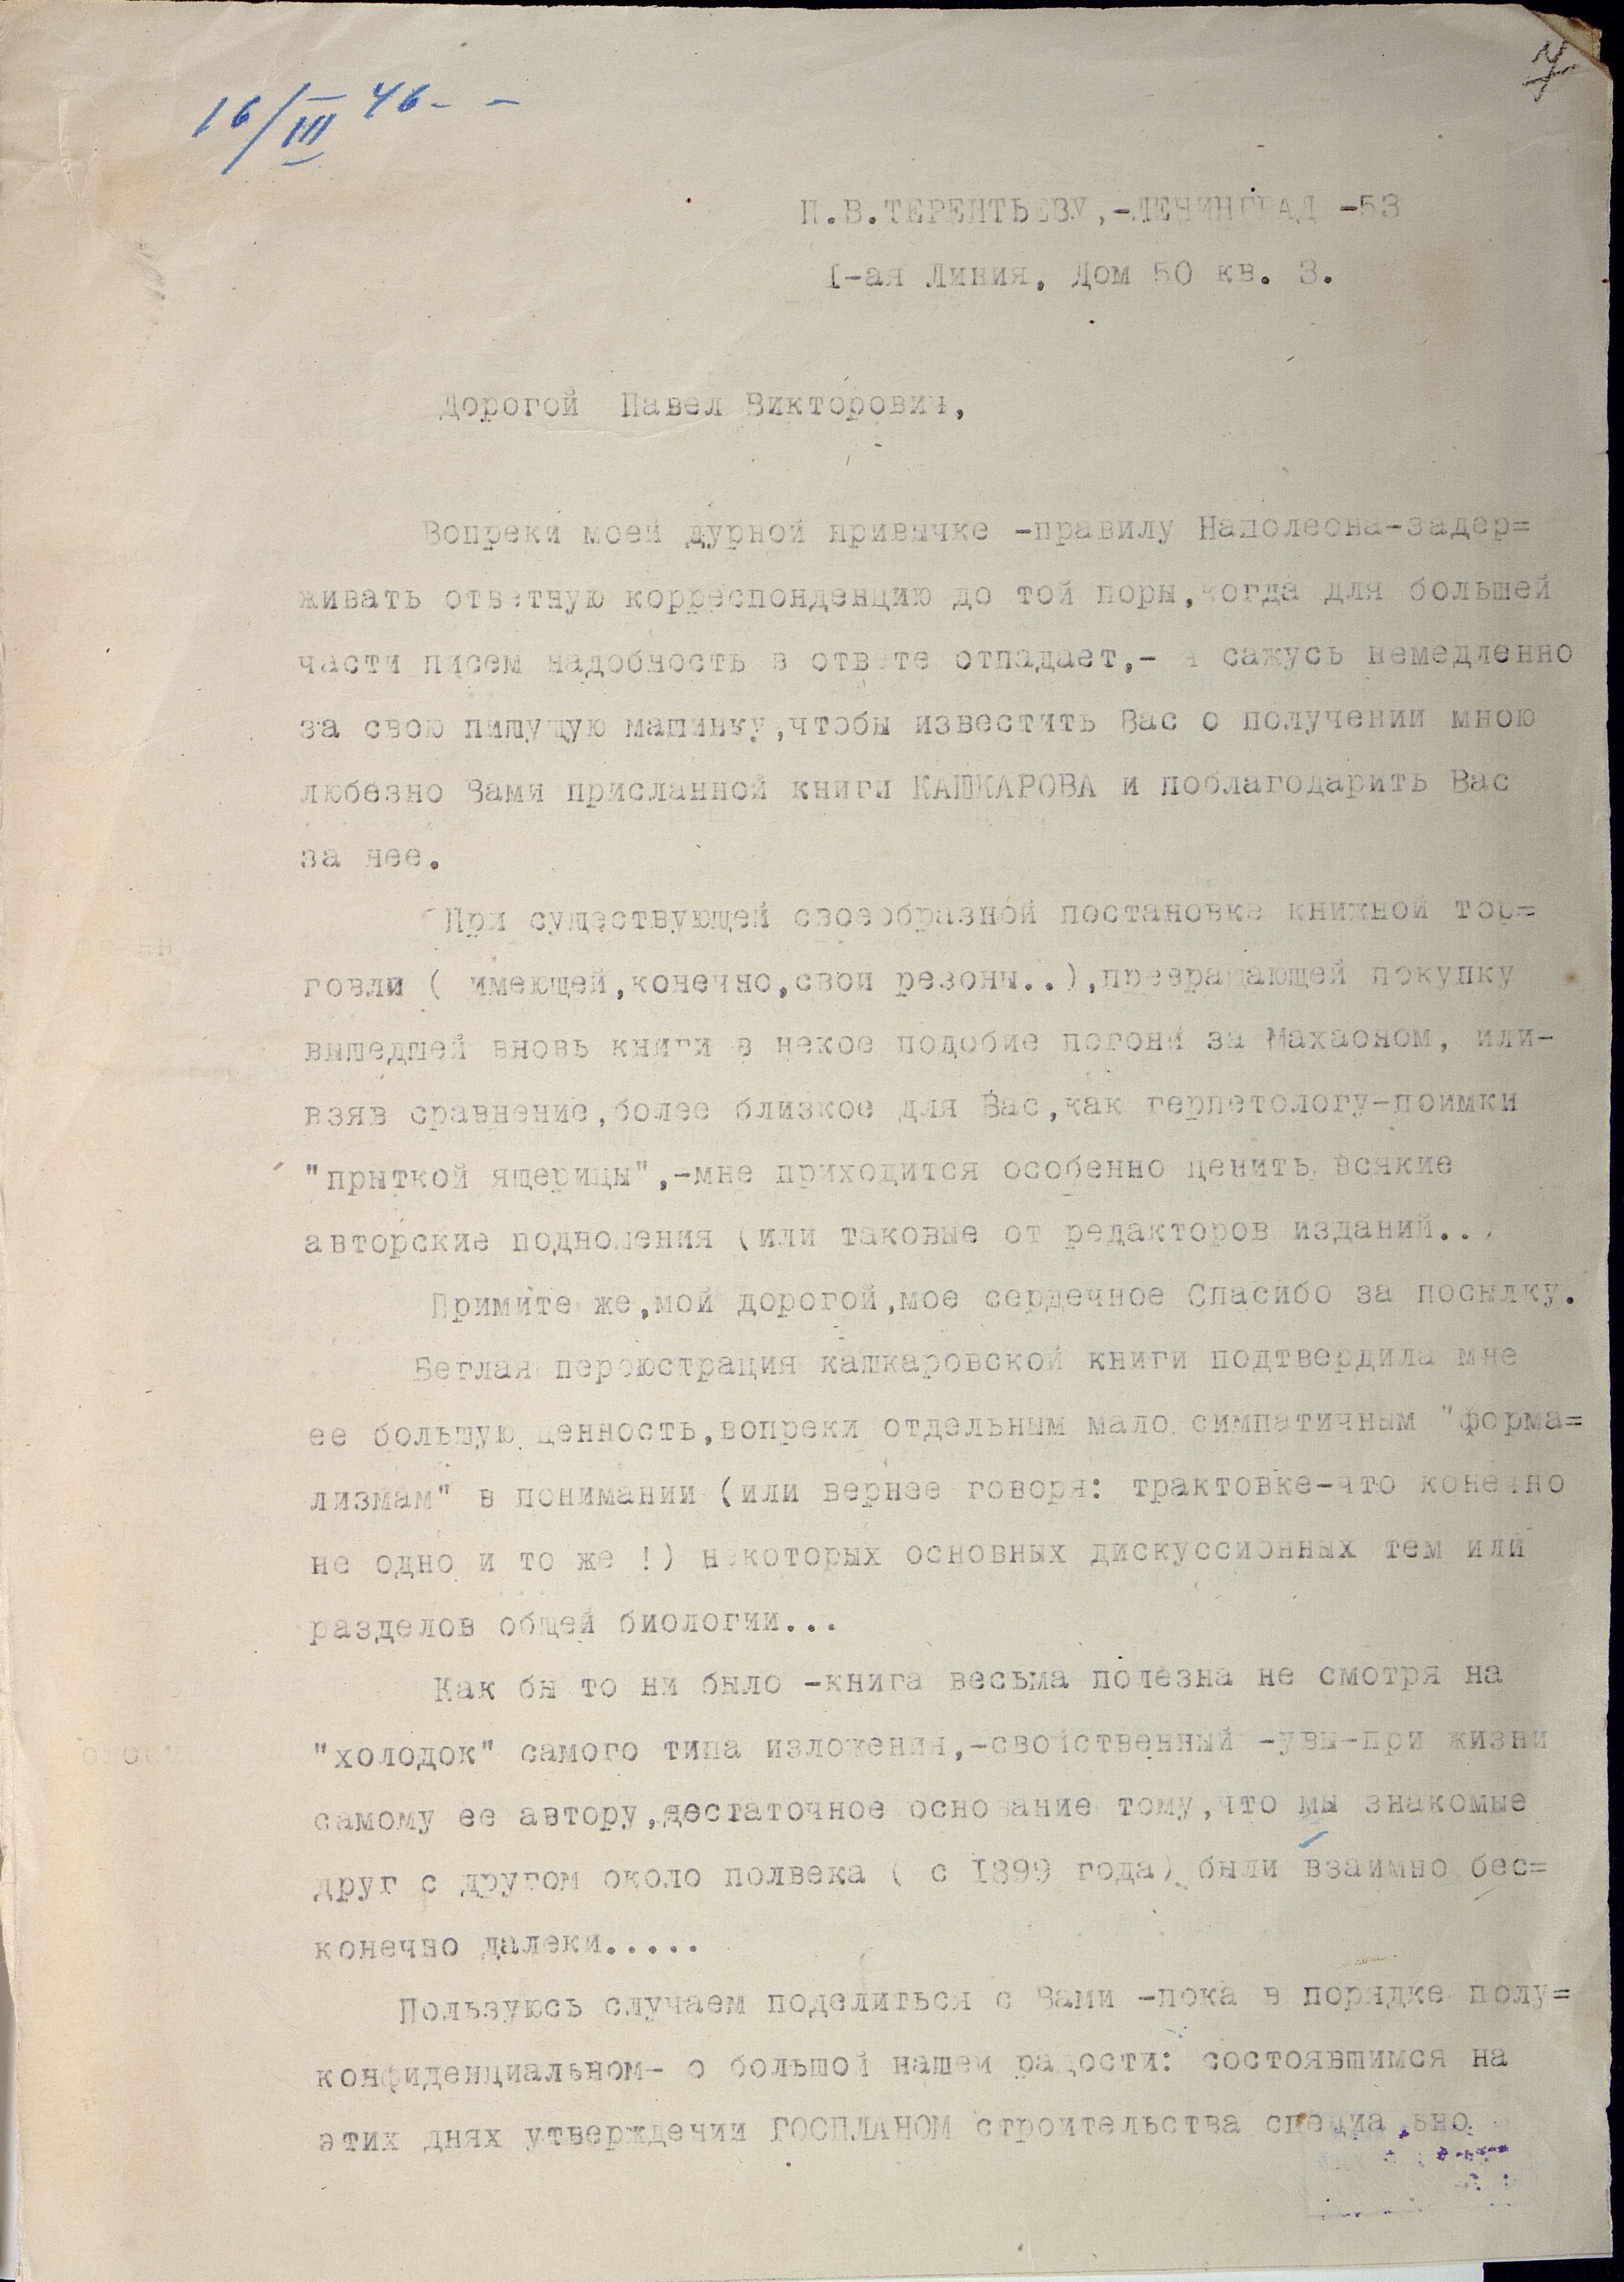 16/III 46 - -
7
П.В.ТЕРЕНТЬЕВУ,-ЛЕНИНГРАД -53
I-ая Линия, Дом 50 кв. 3.
Дорогой Павел Викторович,
Вопреки моей дурной привычке -правилу Наполеона-задер=
живать ответную корреспонденцию до той поры,когда для большей
части писем надобность в ответе отпадает,- я сажусь немедленно
за свою пишущую машинку,чтобы известить Вас о получении мною
любезно Вами присланной книги КАШКАРОВА и поблагодарить Вас
за нее.
При существующей своеобразной постановке книжной тор=
говли ( имеющей,конечно,свои резоны..),превращающей покупку
вышедшей вновь книги в некое подобие погони за Махаоном, или-
взяв сравнение,более близкое для Вас,как герпетологу-поимки
"прыткой ящерицы",-мне приходится особенно ценить всякие
авторские подношения (или таковые от редакторов изданий..)
Примите же,мой дорогой,мое сердечное Спасибо за посылку.
Беглая перюстрация кашкаровской книги подтвердила мне
ее большую ценность,вопреки отдельным мало симпатичным "форма=
лизмам" в понимании (или вернее говоря: трактовке-что конечно
не одно и то же !) некоторых основных дискуссионных тем или
разделов общей биологии...
Как бы то ни было -книга весьма полезна не смотря на
"холодок" самого типа изложения,-свойственный -увы-при жизни
самому ее автору,достаточное основание тому,что мы знакомые
друг с другом около полвека ( с 1899 года) были взаимно бес=
конечно далеки.....
Пользуюсь случаем поделиться с Вами -пока в порядке полу=
конфиденциальном- о большой нашей радости: состоявшимся на
этих днях утверждении ГОСПЛАНОМ строительства специально